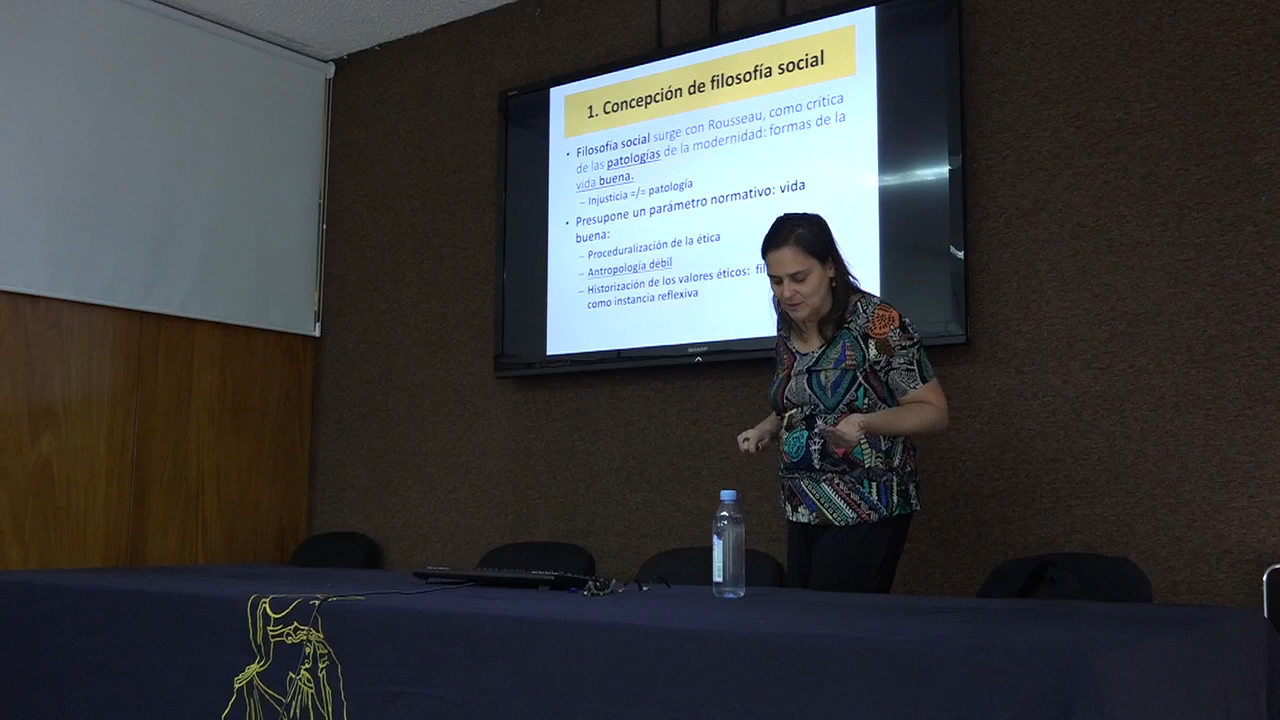 1. Concepción de filosofía social
• Filosofía social surge con Rousseau, como crítica
de las patologías de la modernidad: formas de la
vida buena.
– Injusticia =/= patología
• Presupone un parámetro normativo: vida
buena:
– Proceduralización de la ética
– Antropología débil
– Historización de los valores éticos:
como instancia reflexiva
SHARP